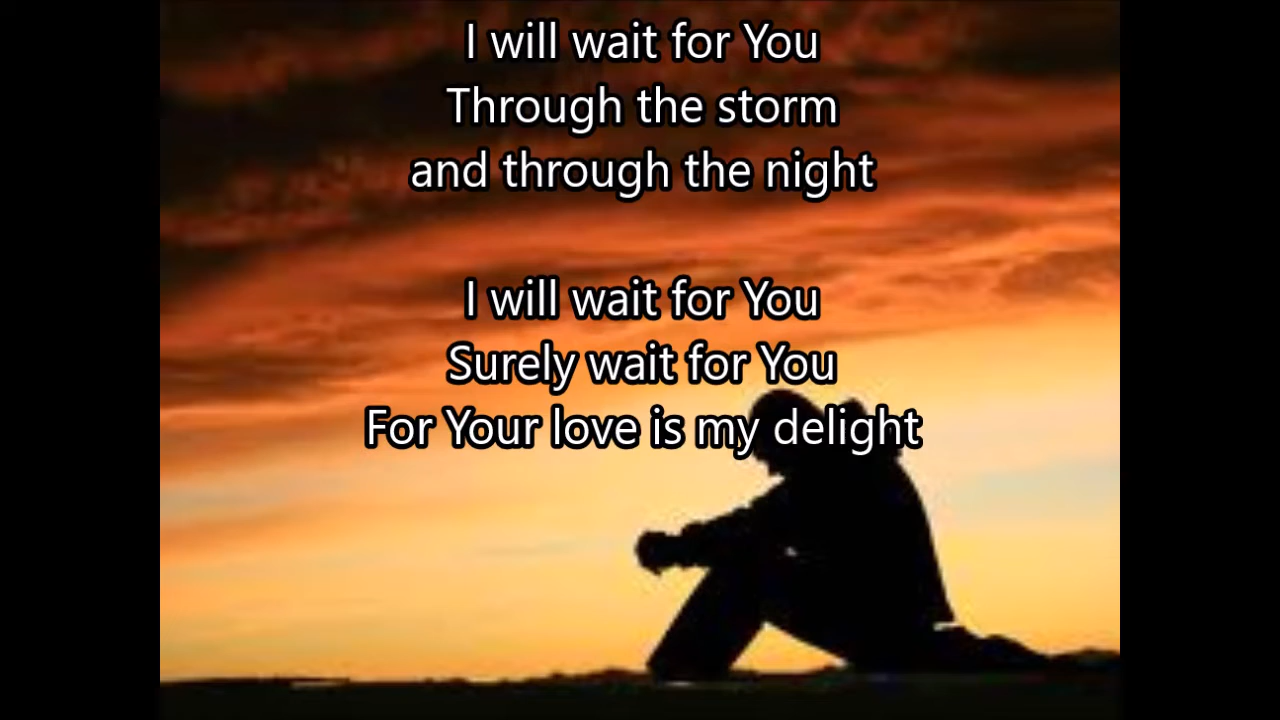 I will wait for You
Through the storm
and through the night
I will wait for You
Surely wait for You
For Your love is my delight